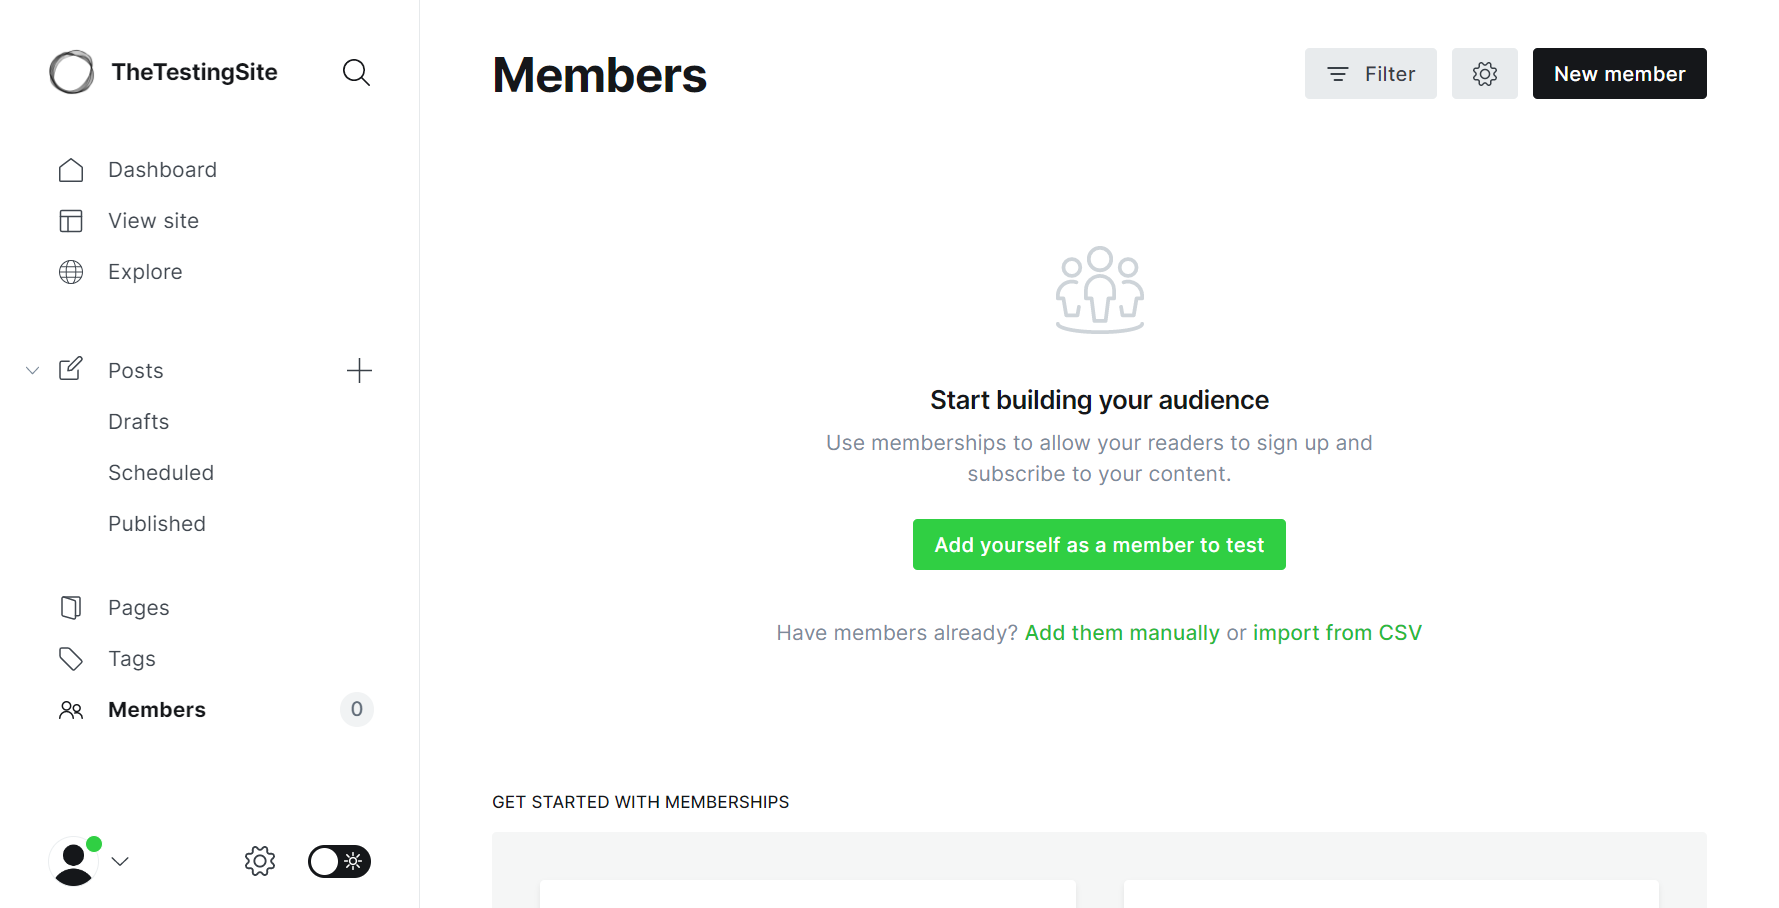 TheTestingSite
Dashboard
View site
Explore
Posts
Drafts
Scheduled
Published
Pages
Tags
Members
0
Members
Filter
New member
Start building your audience
Use memberships to allow your readers to sign up and
subscribe to your content.
Add yourself as a member to test
Have members already? Add them manually or import from CSV
GET STARTED WITH MEMBERSHIPS